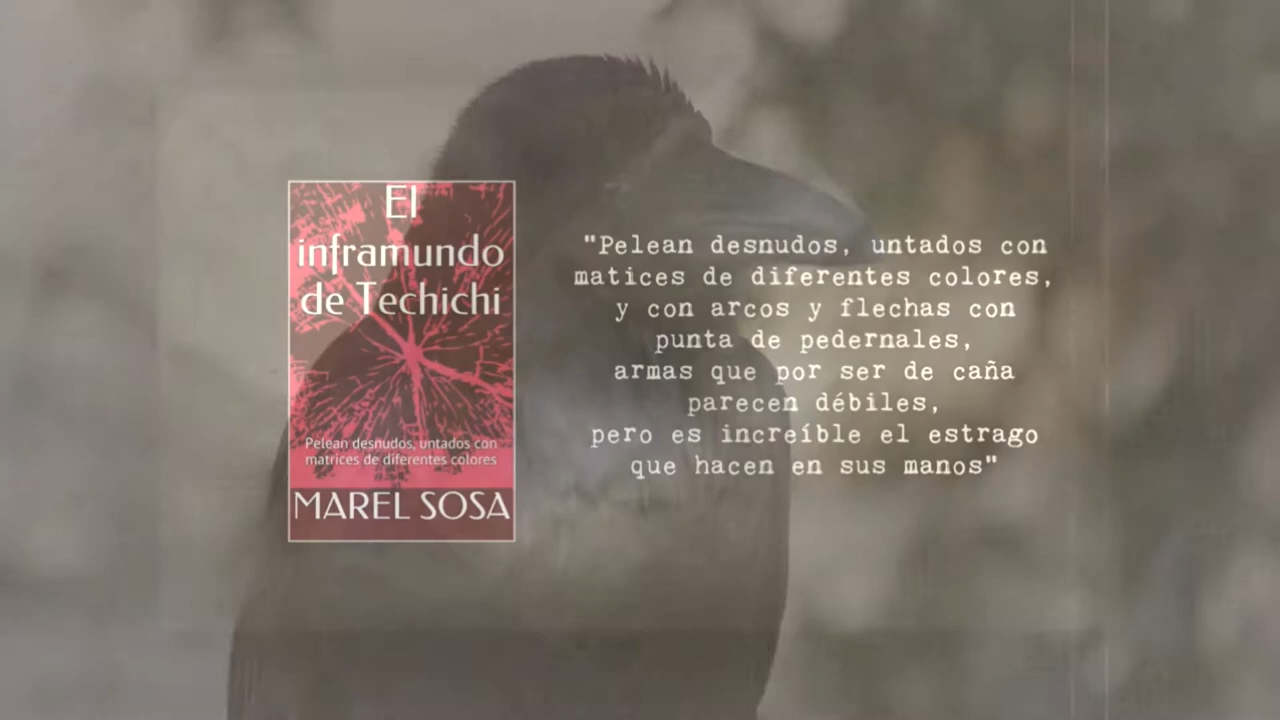 El
inframundo
de Techichi
Pelean desnudos, untados con
matrices de diferentes colores
MAREL SOSA
"Pelean desnudos, untados con
matices de diferentes colores,
y con arcos y flechas con
punta de pedernales,
armas que por ser de caña
parecen débiles,
pero es increíble el estrago
que hacen en sus manos"